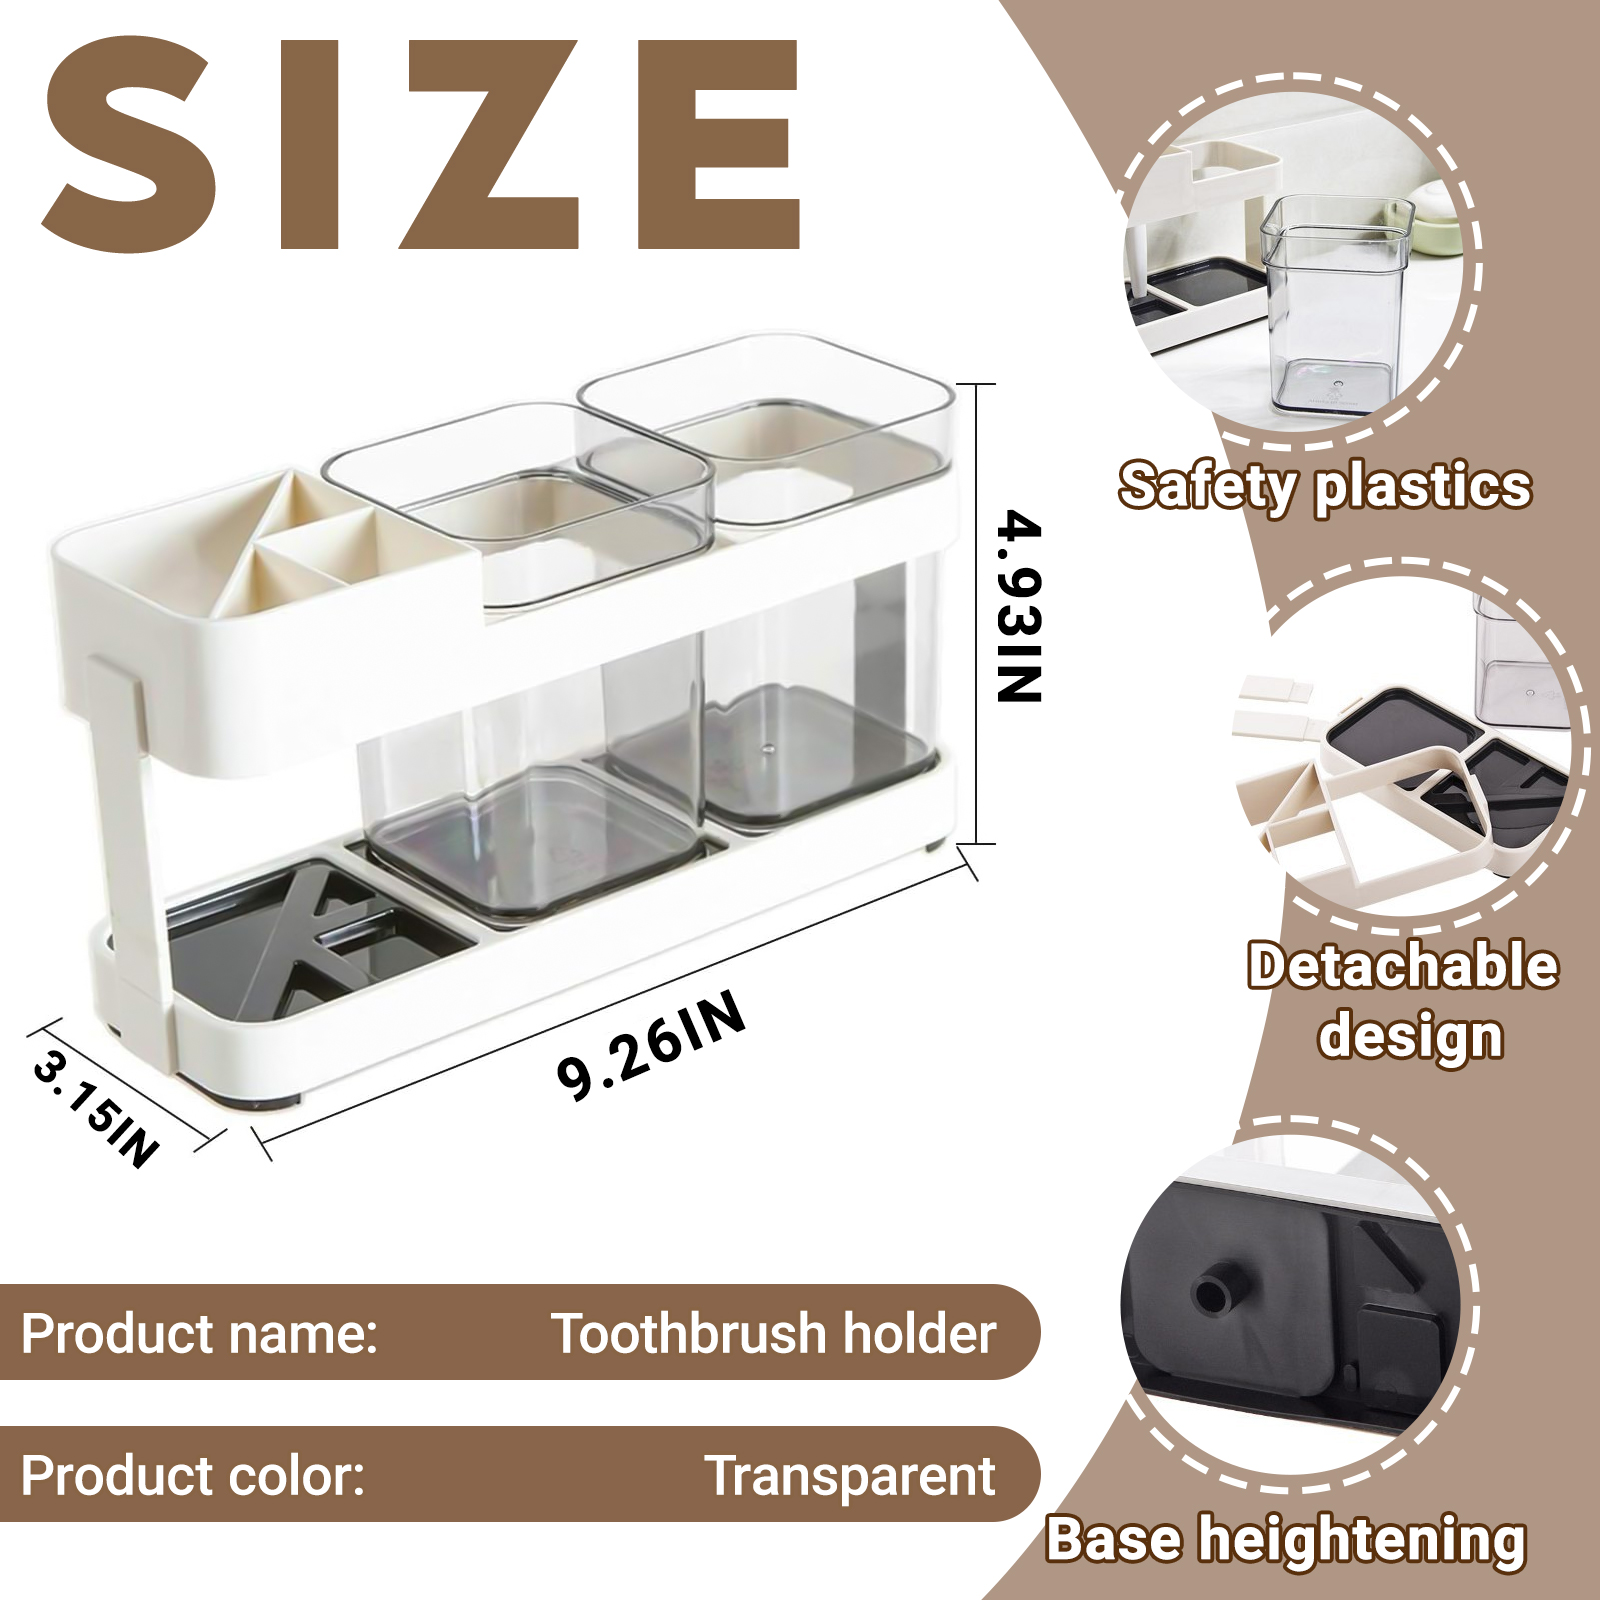 SIZE
4.93IN
9.26IN
3.15IN
Safety plastics
Detachable
design
Base heightening
Product name: Toothbrush holder
Product color: Transparent